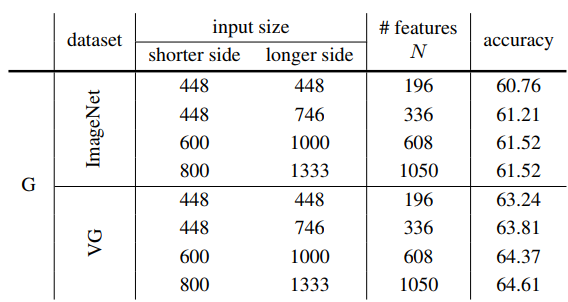 dataset input size # features accuracy
shorter side longer side N
G ImageNet 448 448 196 60.76
448 746 336 61.21
600 1000 608 61.52
800 1333 1050 61.52
VG 448 448 196 63.24
448 746 336 63.81
600 1000 608 64.37
800 1333 1050 64.61